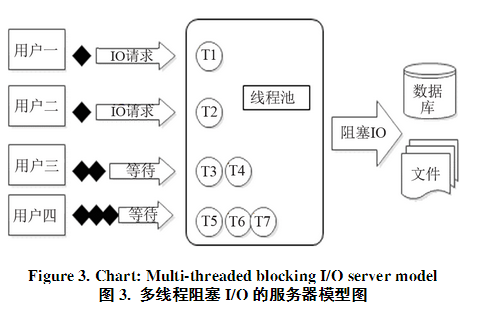 用户一
IO请求
T1
用户二
IO请求
T2
线程池
用户三
等待
T3
T4
用户四
等待
T5
T6
T7
阻塞IO
数据
库
文件
Figure 3. Chart: Multi-threaded blocking I/O server model
图 3. 多线程阻塞 I/O 的服务器模型图